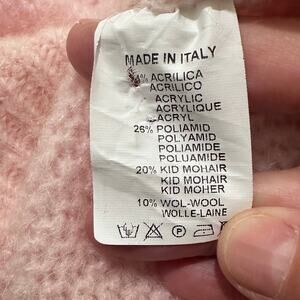 MADE IN ITALY
% ACRILICA
ACRILICO
ACRYLIC
ACRYLIQUE
ACRYL
26% POLIAMID
POLYAMID
POLIAMIDE
POLUAMIDE
20% KID MOHAIR
KID MOHAIR
KID MOHER
10% WOL-WOOL
WOLLE-LAINE
P